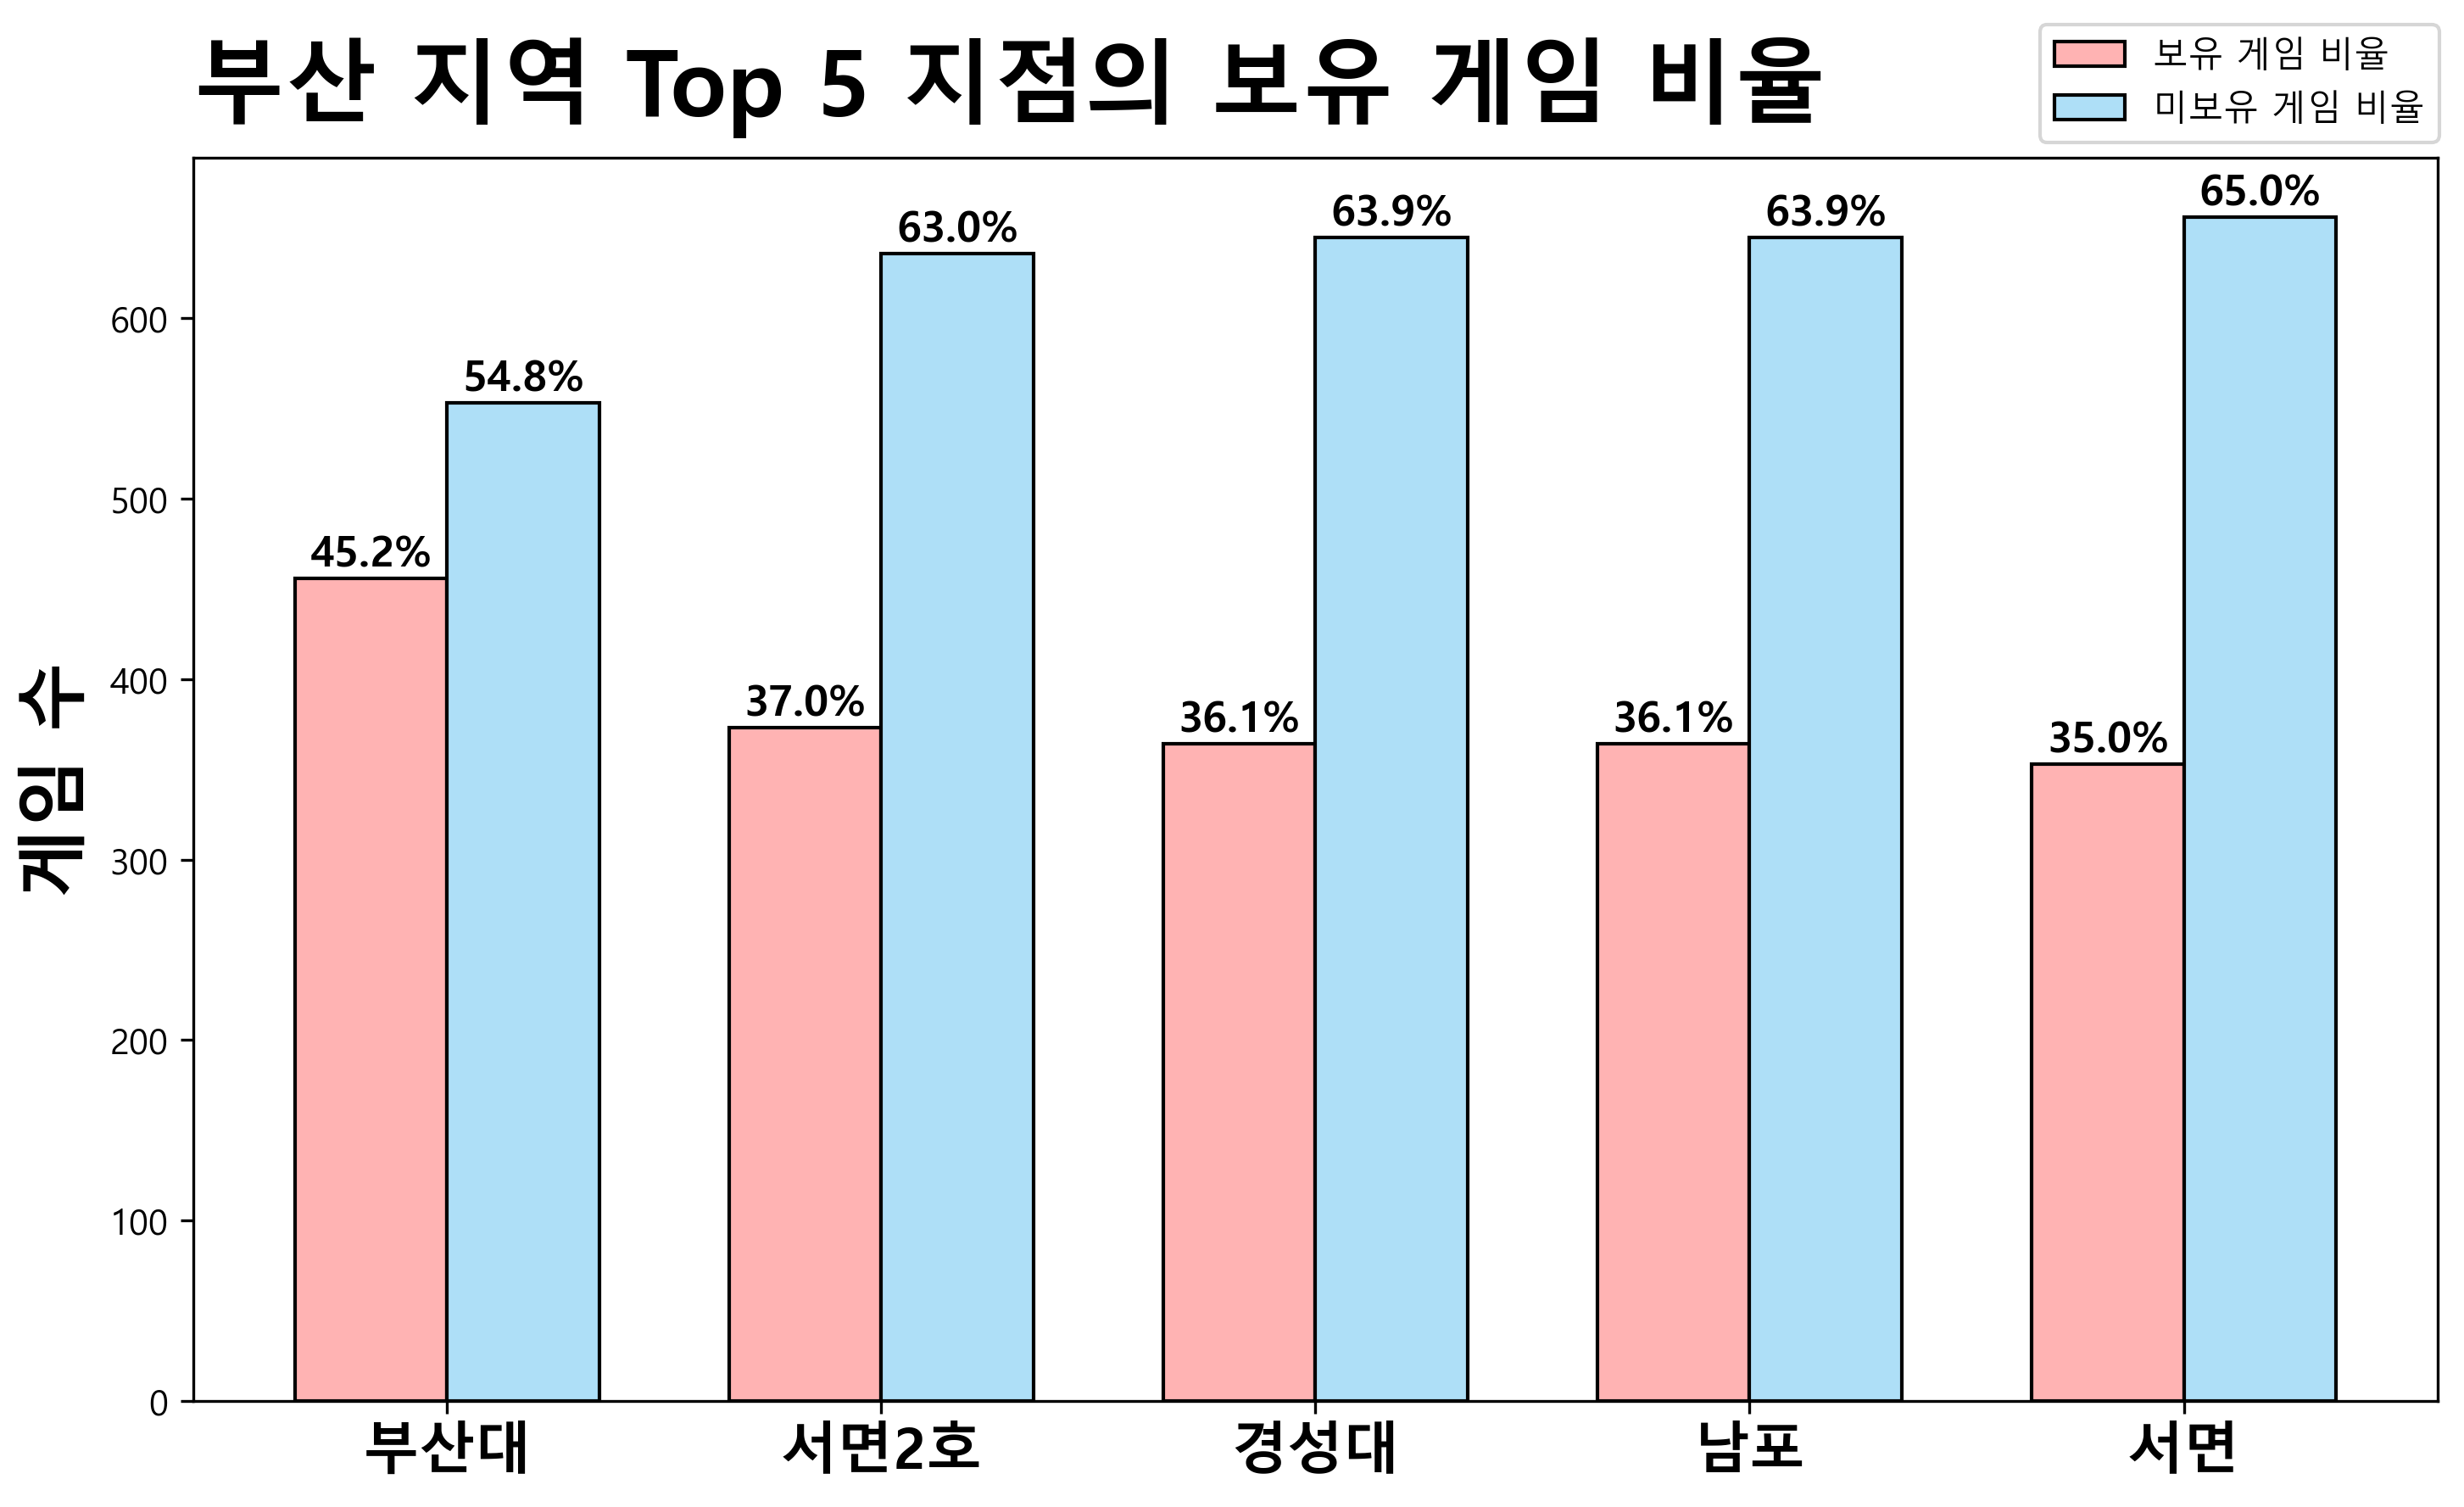 부산 지역 Top 5 지점의 보유 게임 비율
보유 게임 비율
미보유 게임 비율
게임 수
600
500
400
300
200
100
0
45.2%
54.8%
37.0%
63.0%
36.1%
63.9%
36.1%
63.9%
35.0%
65.0%
부산대
서면2호
경성대
남포
서면